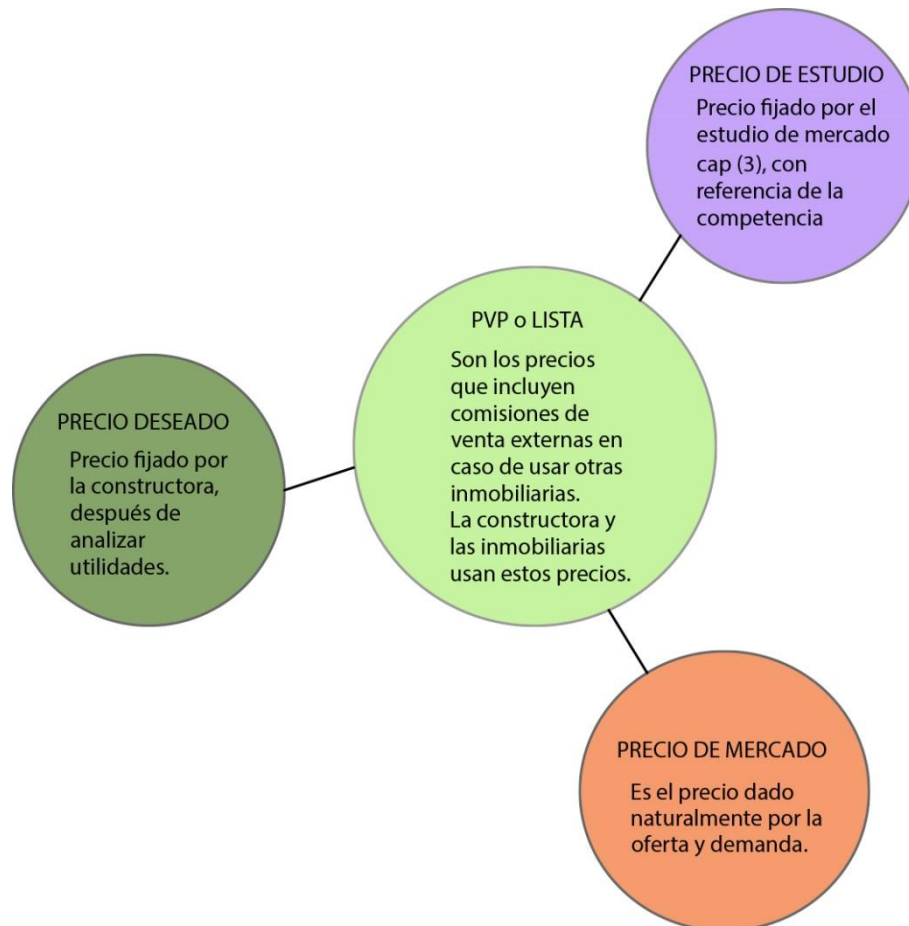 PRECIO DE ESTUDIO
Precio fijado por el
estudio de mercado
cap (3), con
referencia de la
competencia
PVP o LISTA
Son los precios
que incluyen
comisiones de
venta externas en
caso de usar otras
inmobiliarias.
La constructora y
las inmobiliarias
usan estos precios.
PRECIO DESEADO
Precio fijado por
la constructora,
después de
analizar
utilidades.
PRECIO DE MERCADO
Es el precio dado
naturalmente por la
oferta y demanda.